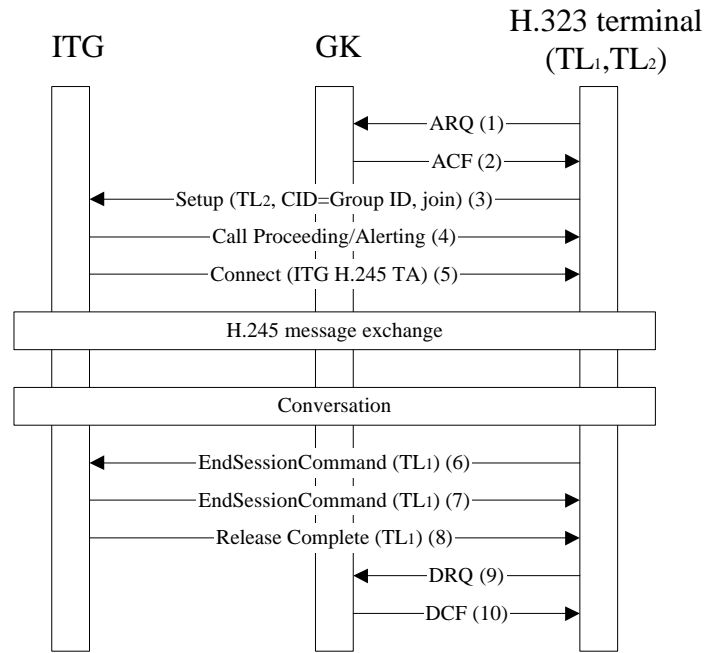 ITG
GK
H.323 terminal
(TL1,TL2)
ARQ (1)
ACF (2)
Setup (TL2, CID=Group ID, join) (3)
Call Proceeding/Alerting (4)
Connect (ITG H.245 TA) (5)
H.245 message exchange
Conversation
EndSessionCommand (TL1) (6)
EndSessionCommand (TL1) (7)
Release Complete (TL1) (8)
DRQ (9)
DCF (10)